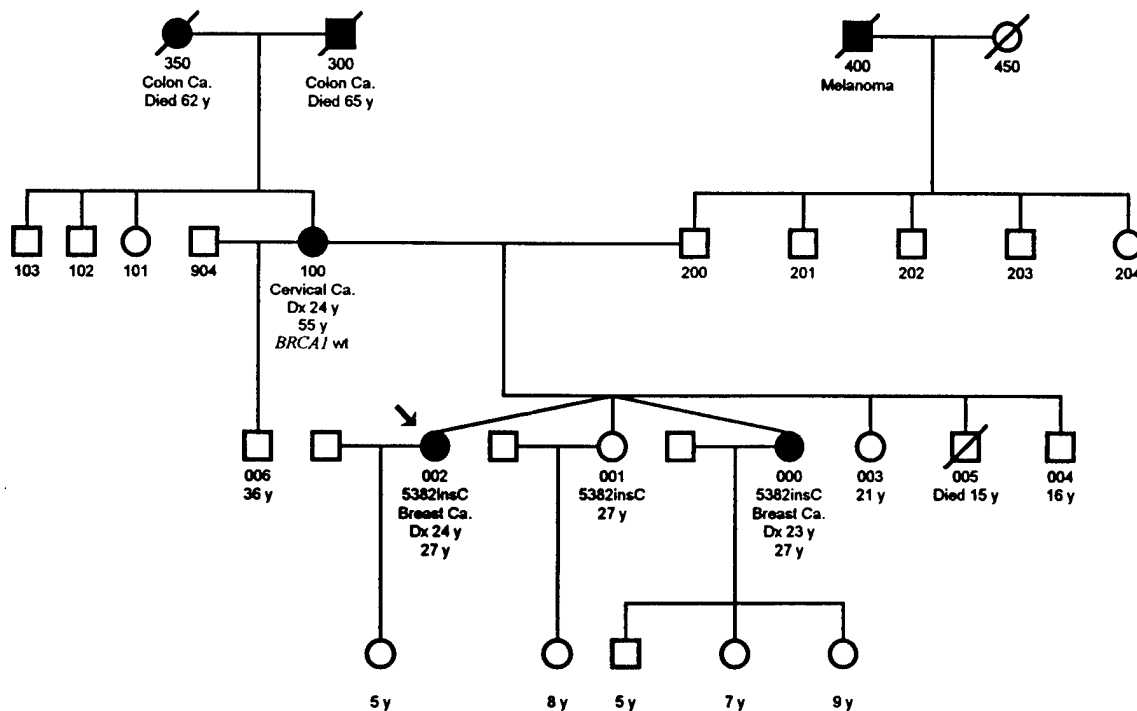 350
Colon Ca.
Died 62 y
300
Colon Ca.
Died 65 y
400
Melanoma
450
103
102
101
904
100
Cervical Ca.
Dx 24 y
55 y
BRCA1 wt
200
201
202
203
204
006
36 y
002
5382InsC
Breast Ca.
Dx 24 y
27 y
001
5382InsC
27 y
000
5382InsC
Breast Ca.
Dx 23 y
27 y
003
21 y
005
Died 15 y
004
16 y
5 y
8 y
5 y
7 y
9 y